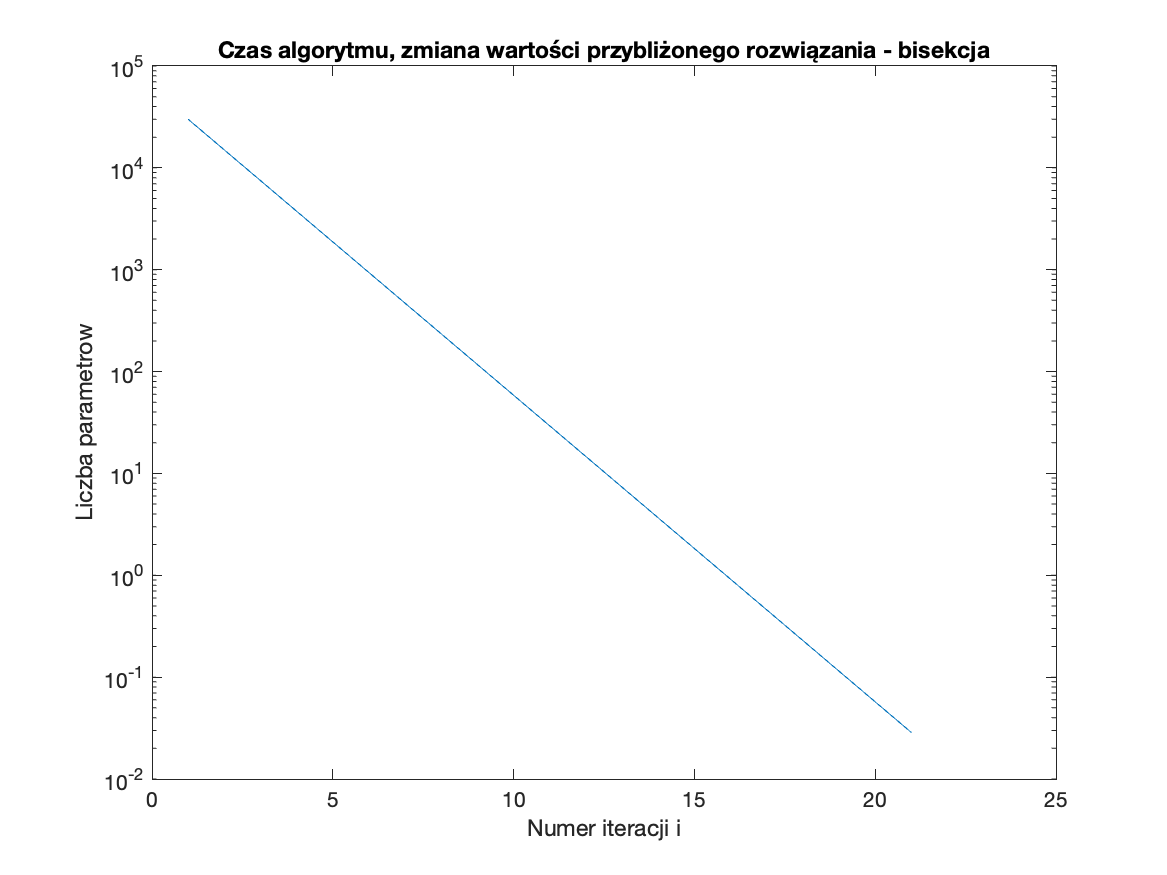 Czas algorytmu, zmiana wartości przybliżonego rozwiązania - bisekcja
10^5
10^4
10^3
10^2
10^1
10^0
10^-1
10^-2
Liczba parametrow
0 5 10 15 20 25
Numer iteracji i